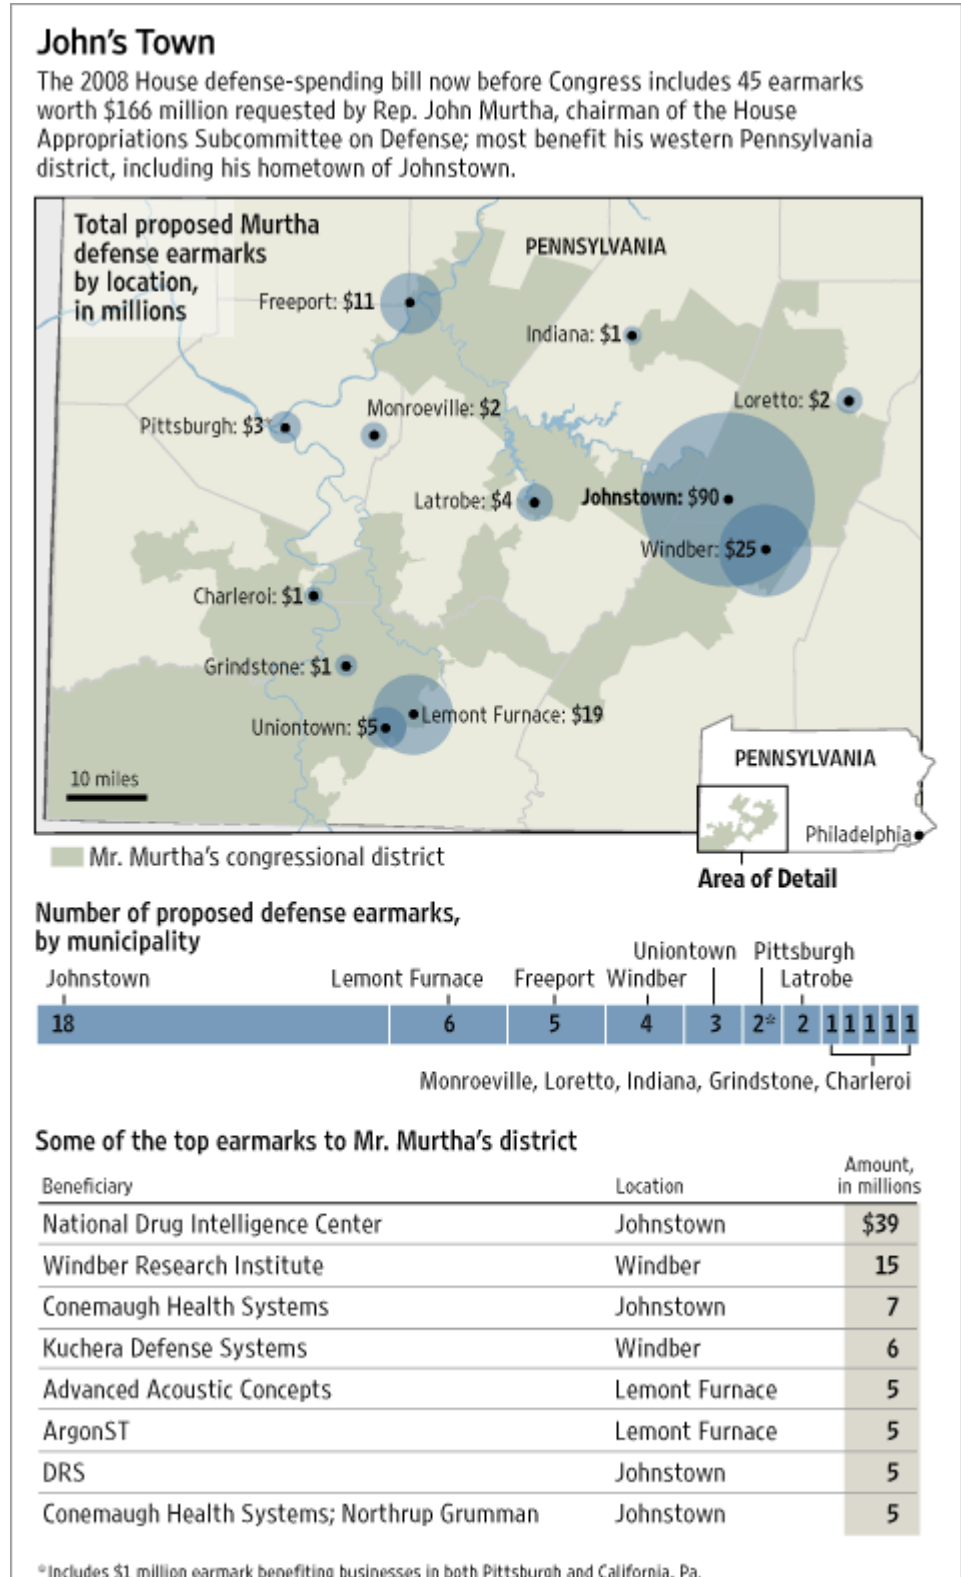 John's Town
The 2008 House defense-spending bill now before Congress includes 45 earmarks
worth $166 million requested by Rep. John Murtha, chairman of the House
Appropriations Subcommittee on Defense; most benefit his western Pennsylvania
district, including his hometown of Johnstown.
Total proposed Murtha
defense earmarks
by location,
in millions
PENNSYLVANIA
Freeport: $11
Indiana: $1
Loretto: $2
Monroeville: $2
Pittsburgh: $3
Latrobe: $4
Johnstown: $90
Windber: $25
Charleroi: $1
Grindstone: $1
Lemont Furnace: $19
Uniontown: $5
10 miles
PENNSYLVANIA
Philadelphia
Area of Detail
Mr. Murtha's congressional district
Number of proposed defense earmarks,
by municipality
Uniontown Pittsburgh
Johnstown Lemont Furnace Freeport Windber Latrobe
18 6 5 4 3 2* 2 1 1 1 1 1
Monroeville, Loretto, Indiana, Grindstone, Charleroi
Some of the top earmarks to Mr. Murtha's district
Amount,
Beneficiary Location in millions
National Drug Intelligence Center Johnstown $39
Windber Research Institute Windber 15
Conemaugh Health Systems Johnstown 7
Kuchera Defense Systems Windber 6
Advanced Acoustic Concepts Lemont Furnace 5
ArgonST Lemont Furnace 5
DRS Johnstown 5
Conemaugh Health Systems; Northrup Grumman Johnstown 5
*Includes $1 million earmark benefiting businesses in both Pittsburgh and California, Pa.